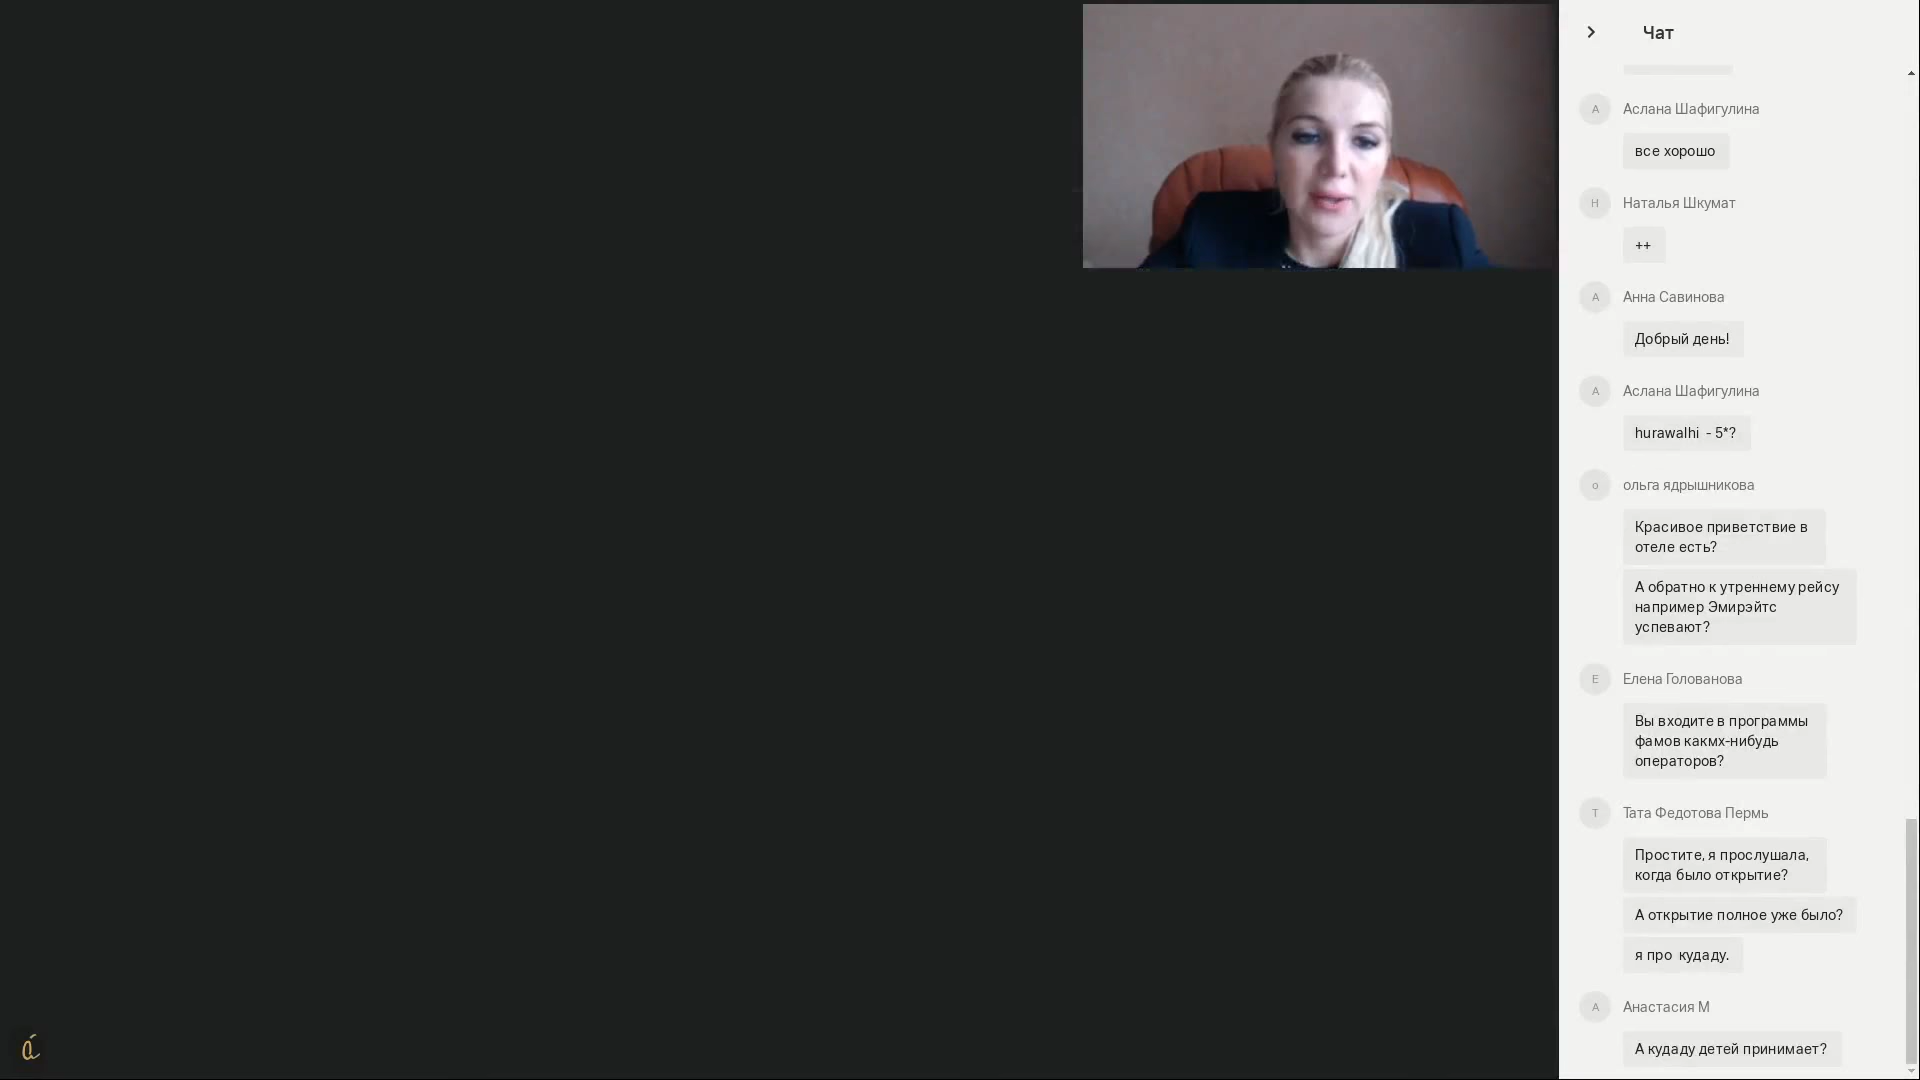 Чат
А
Аслана Шафигулина
все хорошо
Н
Наталья Шкумат
++
А
Анна Савинова
Добрый день!
А
Аслана Шафигулина
hurawalhi - 5*?
о
ольга ядрышникова
Красивое приветствие в
отеле есть?
А обратно к утреннему рейсу
например Эмирэйтс
успевают?
Е
Елена Голованова
Вы входите в программы
фамов какмх-нибудь
операторов?
Т
Тата Федотова Пермь
Простите, я прослушала,
когда было открытие?
А открытие полное уже было?
я про кудаду.
А
Анастасия М
А кудаду детей принимает?
á